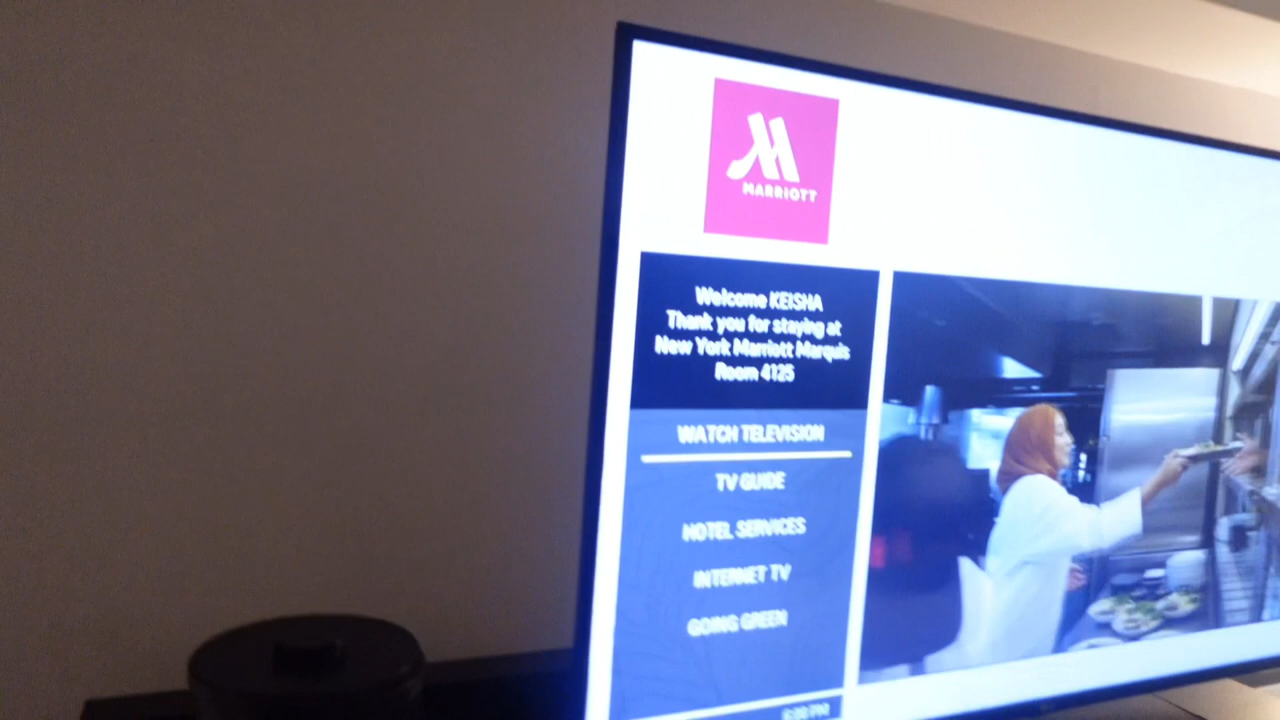 MARRIOTT
Welcome KEISHA
Thank you for staying at
New York Marriott Marquis
Room 4125
WATCH TELEVISION
TV GUIDE
HOTEL SERVICES
INTERNET TV
GOING GREEN